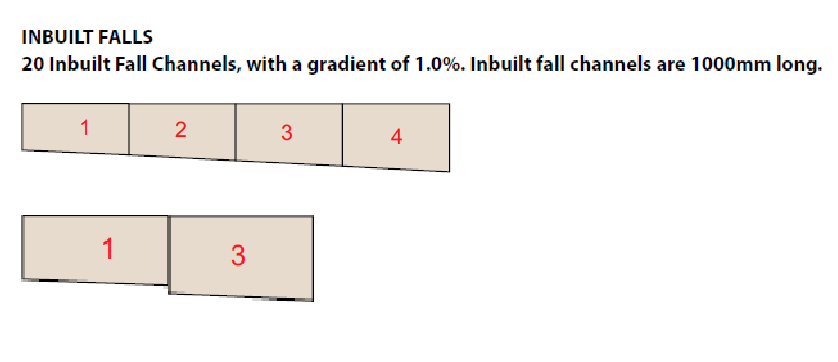 INBUILT FALLS
20 Inbuilt Fall Channels, with a gradient of 1.0%. Inbuilt fall channels are 1000mm long.
1 2 3 4
1 3